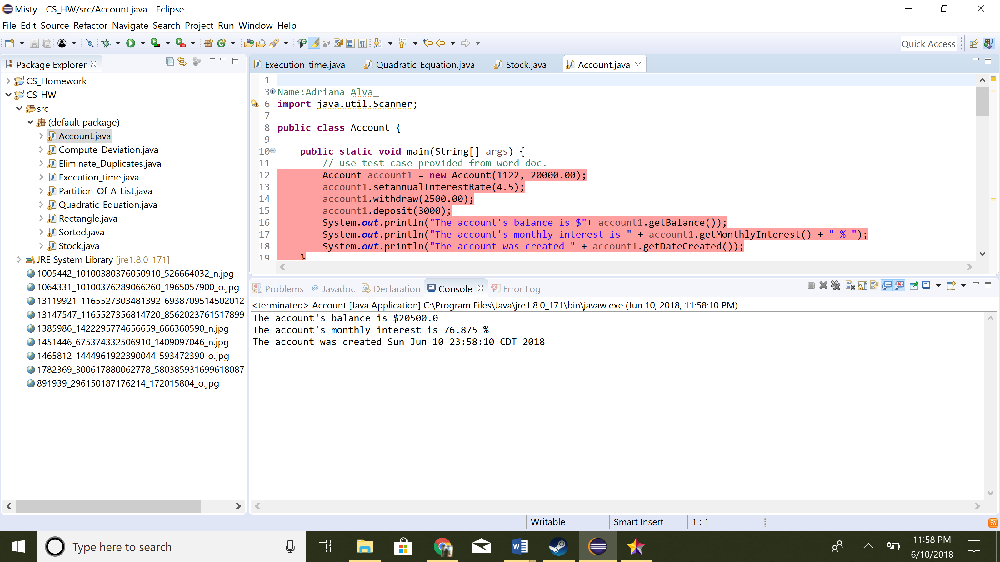 Misty - CS_HW/src/Account.java - Eclipse
File Edit Source Refactor Navigate Search Project Run Window Help
Quick Access
Package Explorer
Execution_time.java Quadratic_Equation.java Stock.java Account.java
CS_Homework
CS_HW
src
(default package)
Account.java
Compute_Deviation.java
Eliminate_Duplicates.java
Execution_time.java
Partition_Of_A_List.java
Quadratic_Equation.java
Rectangle.java
Sorted.java
Stock.java
JRE System Library [jre1.8.0_171]
1005442_10100380376050910_526664032_n.jpg
1064331_10100376289066260_1965057900_o.jpg
13119921_1165527303481392_6938709514502012
13147547_1165527356814720_856202376151789
1385986_1422295774656659_666360590_n.jpg
1451446_675374332506910_1409097046_n.jpg
1465812_1444961922390044_593472390_o.jpg
1782369_300617880062778_580385931699618087
891939_296150187176214_172015804_o.jpg
1
3 Name:Adriana Alva
6 import java.util.Scanner;
7
8 public class Account {
9
10 public static void main(String[] args) {
11 // use test case provided from word doc.
12 Account account1 = new Account(1122, 20000.00);
13 account1.setannualInterestRate(4.5);
14 account1.withdraw(2500.00);
15 account1.deposit(3000);
16 System.out.println("The account's balance is $"+ account1.getBalance());
17 System.out.println("The account's monthly interest is " + account1.getMonthlyInterest() + " % ");
18 System.out.println("The account was created " + account1.getDateCreated());
19 }
Problems Javadoc Declaration Console Error Log
<terminated> Account [Java Application] C:\Program Files\Java\jre1.8.0_171\bin\javaw.exe (Jun 10, 2018, 11:58:10 PM)
The account's balance is $20500.0
The account's monthly interest is 76.875 %
The account was created Sun Jun 10 23:58:10 CDT 2018
Writable Smart Insert 1 : 1
Type here to search
11:58 PM
6/10/2018